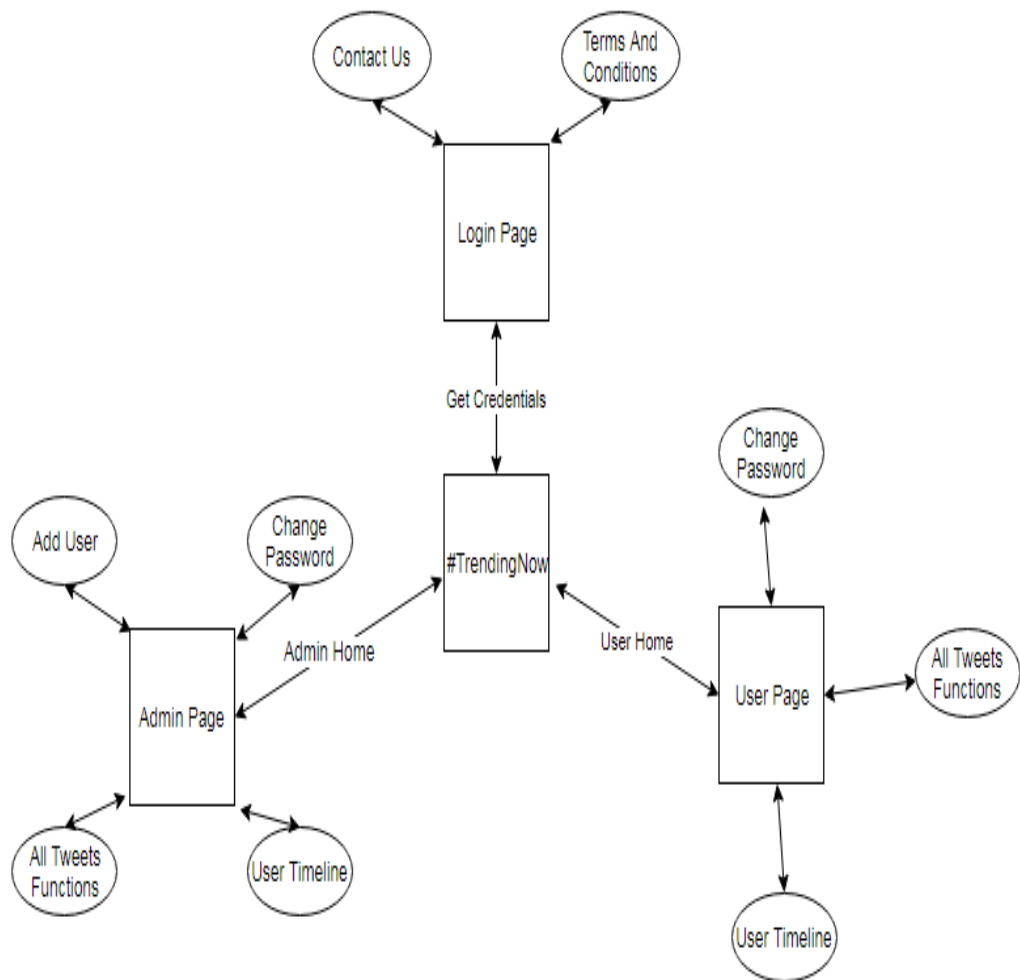 Contact Us
Terms And
Conditions
Login Page
Get Credentials
Change
Password
Add User
Change
Password
#TrendingNow
Admin Home
User Home
All Tweets
Functions
User Page
Admin Page
All Tweets
Functions
User Timeline
User Timeline